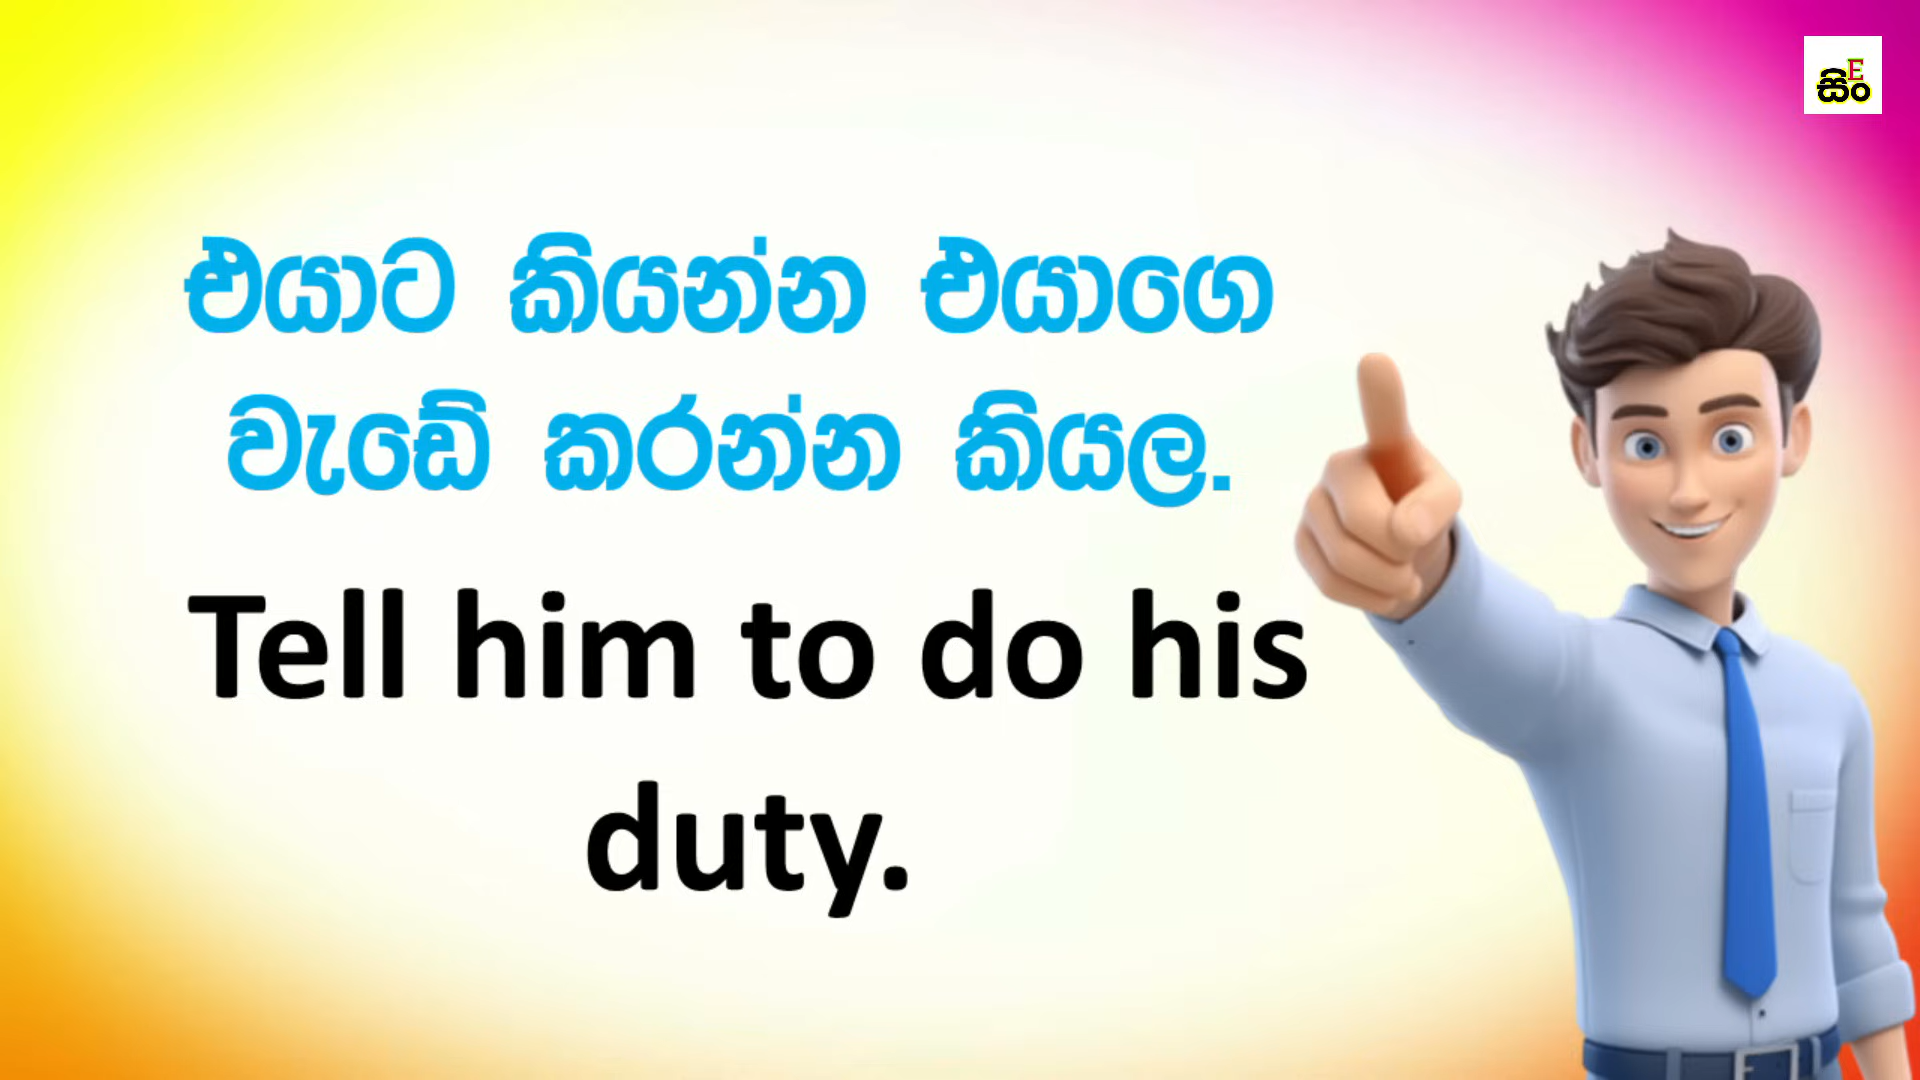 සිං E
එයාට කියන්න එයාගෙ
වැඩේ කරන්න කියල.
Tell him to do his
duty.